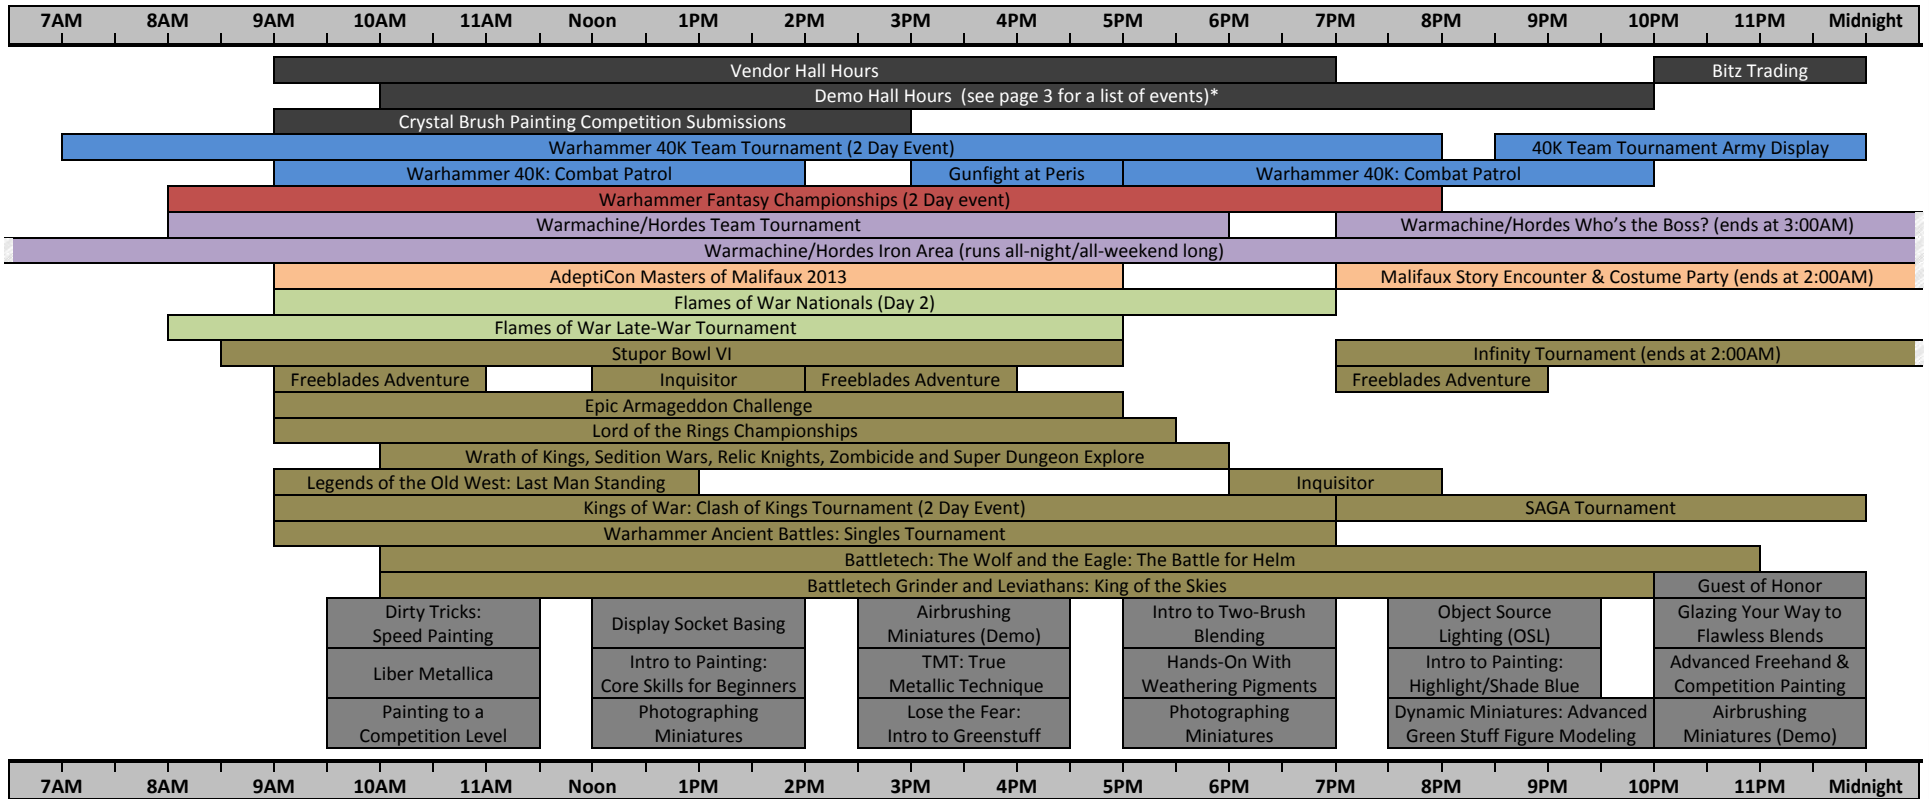 7AM 8AM 9AM 10AM 11AM Noon 1PM 2PM 3PM 4PM 5PM 6PM 7PM 8PM 9PM 10PM 11PM Midnight
Vendor Hall Hours Bitz Trading
Demo Hall Hours (see page 3 for a list of events)*
Crystal Brush Painting Competition Submissions
Warhammer 40K Team Tournament (2 Day Event) 40K Team Tournament Army Display
Warhammer 40K: Combat Patrol Gunfight at Peris Warhammer 40K: Combat Patrol
Warhammer Fantasy Championships (2 Day event)
Warmachine/Hordes Team Tournament Warmachine/Hordes Who's the Boss? (ends at 3:00AM)
Warmachine/Hordes Iron Area (runs all-night/all-weekend long)
AdeptiCon Masters of Malifaux 2013 Malifaux Story Encounter & Costume Party (ends at 2:00AM)
Flames of War Nationals (Day 2)
Flames of War Late-War Tournament
Stupor Bowl VI Infinity Tournament (ends at 2:00AM)
Freeblades Adventure Inquisitor Freeblades Adventure Freeblades Adventure
Epic Armageddon Challenge
Lord of the Rings Championships
Wrath of Kings, Sedition Wars, Relic Knights, Zombicide and Super Dungeon Explore
Legends of the Old West: Last Man Standing Inquisitor
Kings of War: Clash of Kings Tournament (2 Day Event) SAGA Tournament
Warhammer Ancient Battles: Singles Tournament
Battletech: The Wolf and the Eagle: The Battle for Helm
Battletech Grinder and Leviathans: King of the Skies Guest of Honor
Dirty Tricks:
Speed Painting
Display Socket Basing
Airbrushing
Miniatures (Demo)
Intro to Two-Brush
Blending
Object Source
Lighting (OSL)
Glazing Your Way to
Flawless Blends
Liber Metallica
Intro to Painting:
Core Skills for Beginners
TMT: True
Metallic Technique
Hands-On With
Weathering Pigments
Intro to Painting:
Highlight/Shade Blue
Advanced Freehand &
Competition Painting
Painting to a
Competition Level
Photographing
Miniatures
Lose the Fear:
Intro to Greenstuff
Photographing
Miniatures
Dynamic Miniatures: Advanced
Green Stuff Figure Modeling
Airbrushing
Miniatures (Demo)
7AM 8AM 9AM 10AM 11AM Noon 1PM 2PM 3PM 4PM 5PM 6PM 7PM 8PM 9PM 10PM 11PM Midnight